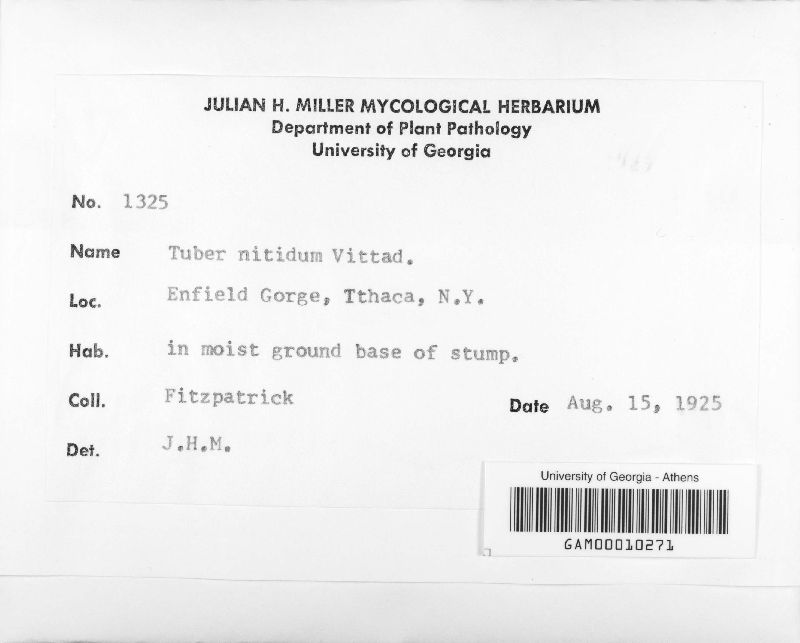 JULIAN H. MILLER MYCOLOGICAL HERBARIUM
Department of Plant Pathology
University of Georgia
No. 1325
Name Tuber nitidum Vittad.
Loc. Enfield Gorge, Tthaca, N.Y.
Hab. in moist ground base of stump.
Coll. Fitzpatrick Date Aug. 15, 1925
Det. J.H.M.
University of Georgia - Athens
GAM00010271